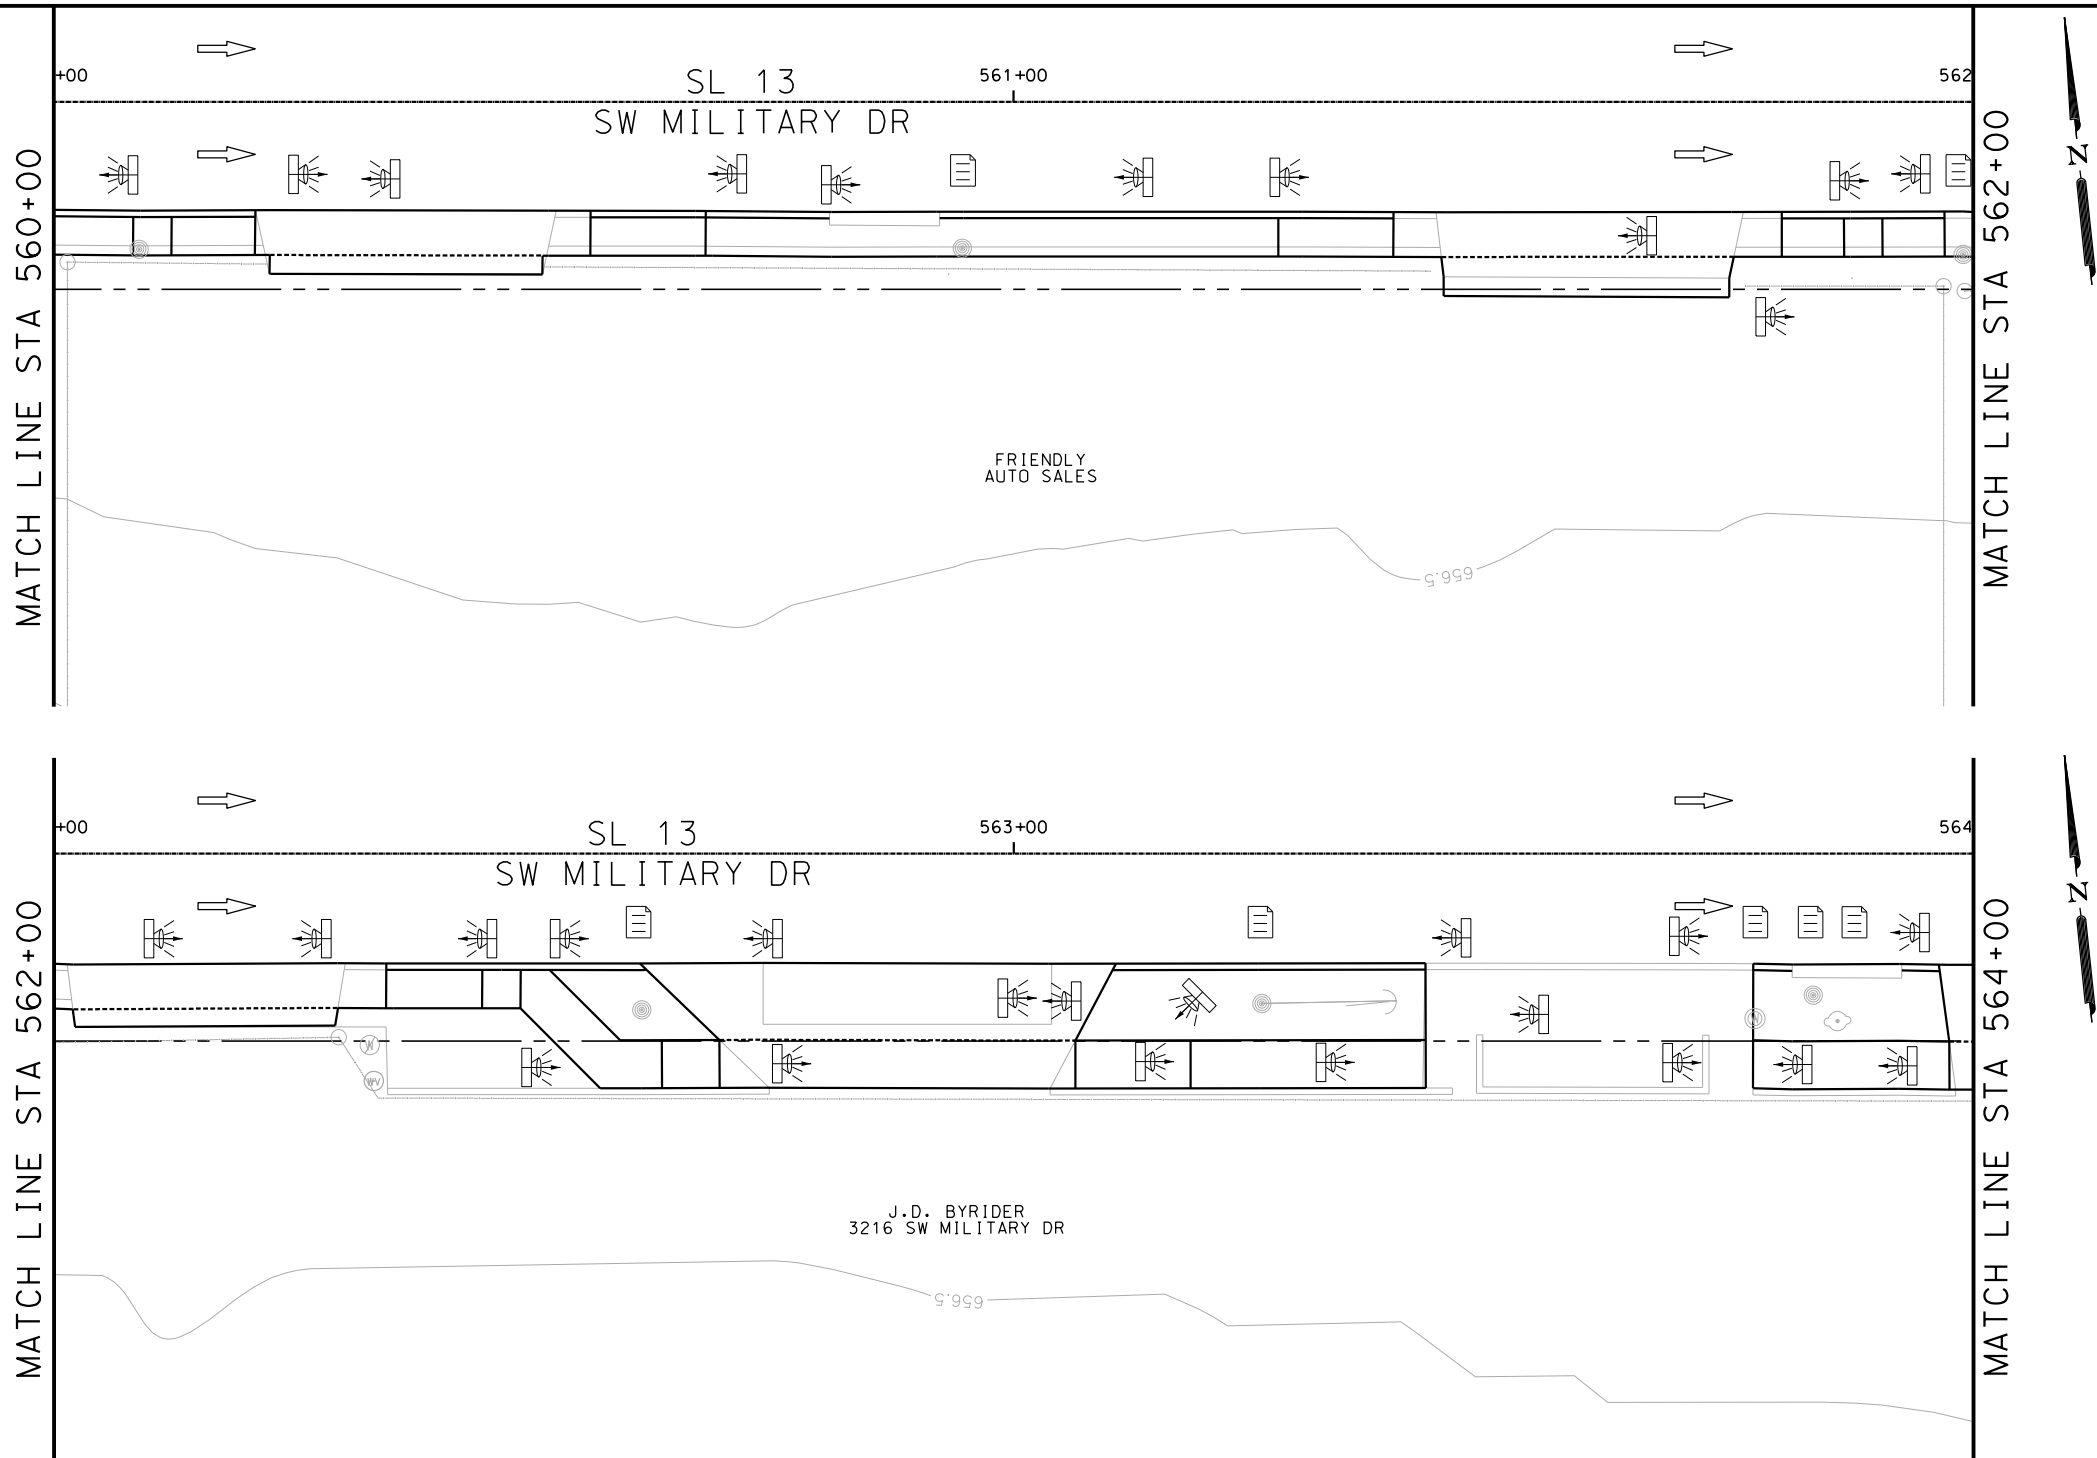 +00
SL 13
561+00
562
SW MILITARY DR
MATCH LINE STA 560+00
MATCH LINE STA 562+00
N
FRIENDLY
AUTO SALES
656.5
+00
SL 13
563+00
564
SW MILITARY DR
MATCH LINE STA 562+00
MATCH LINE STA 564+00
N
W
WV
W
J.D. BYRIDER
3216 SW MILITARY DR
656.5